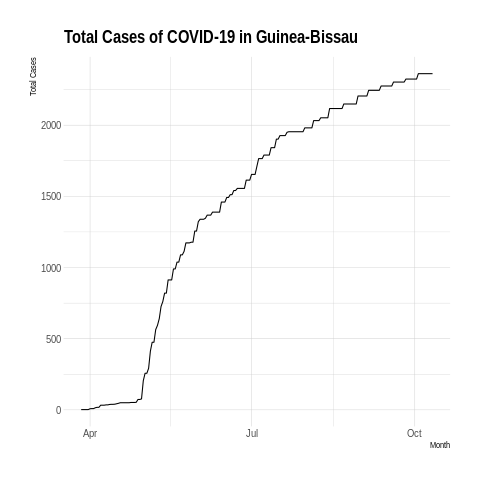 Total Cases of COVID-19 in Guinea-Bissau
Total Cases
2000
1500
1000
500
0
Apr Jul Oct
Month